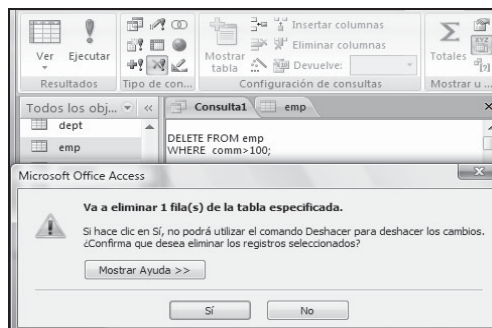 Insertar columnas
Eliminar columnas
Ver
Ejecutar
Mostrar tabla
Devuelve:
Totales
XYZ
[?]
Resultados
Tipo de con...
Configuración de consultas
Mostrar u ...
Todos los obj...
«
Consulta1
emp
dept
emp
DELETE FROM emp
WHERE comm>100;
Microsoft Office Access
Va a eliminar 1 fila(s) de la tabla especificada.
Si hace clic en Sí, no podrá utilizar el comando Deshacer para deshacer los cambios.
¿Confirma que desea eliminar los registros seleccionados?
Mostrar Ayuda >>
Sí
No